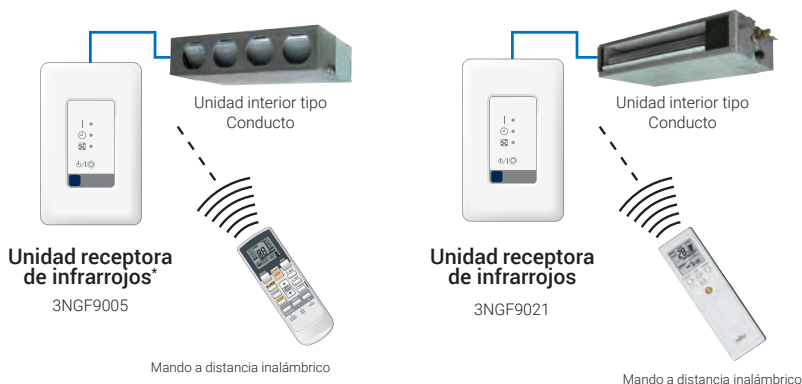 Unidad interior tipo
Conducto
Unidad receptora
de infrarrojos*
3NGF9005
Mando a distancia inalámbrico
Unidad interior tipo
Conducto
Unidad receptora
de infrarrojos
3NGF9021
Mando a distancia inalámbrico